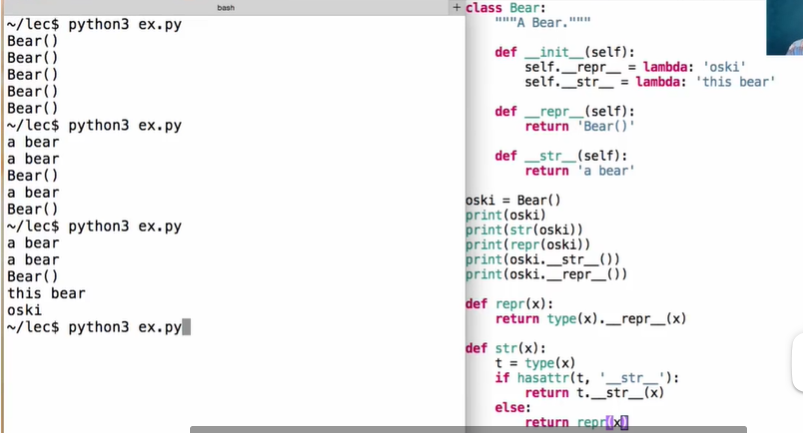 bash
+
~/lec$ python3 ex.py
Bear()
Bear()
Bear()
Bear()
Bear()
~/lec$ python3 ex.py
a bear
a bear
Bear()
a bear
Bear()
~/lec$ python3 ex.py
a bear
a bear
Bear()
this bear
oski
~/lec$ python3 ex.py
class Bear:
    """A Bear."""

    def __init__(self):
        self.__repr__ = lambda: 'oski'
        self.__str__ = lambda: 'this bear'

    def __repr__(self):
        return 'Bear()'

    def __str__(self):
        return 'a bear'

oski = Bear()
print(oski)
print(str(oski))
print(repr(oski))
print(oski.__str__())
print(oski.__repr__())

def repr(x):
    return type(x).__repr__(x)

def str(x):
    t = type(x)
    if hasattr(t, '__str__'):
        return t.__str__(x)
    else:
        return repr(x)